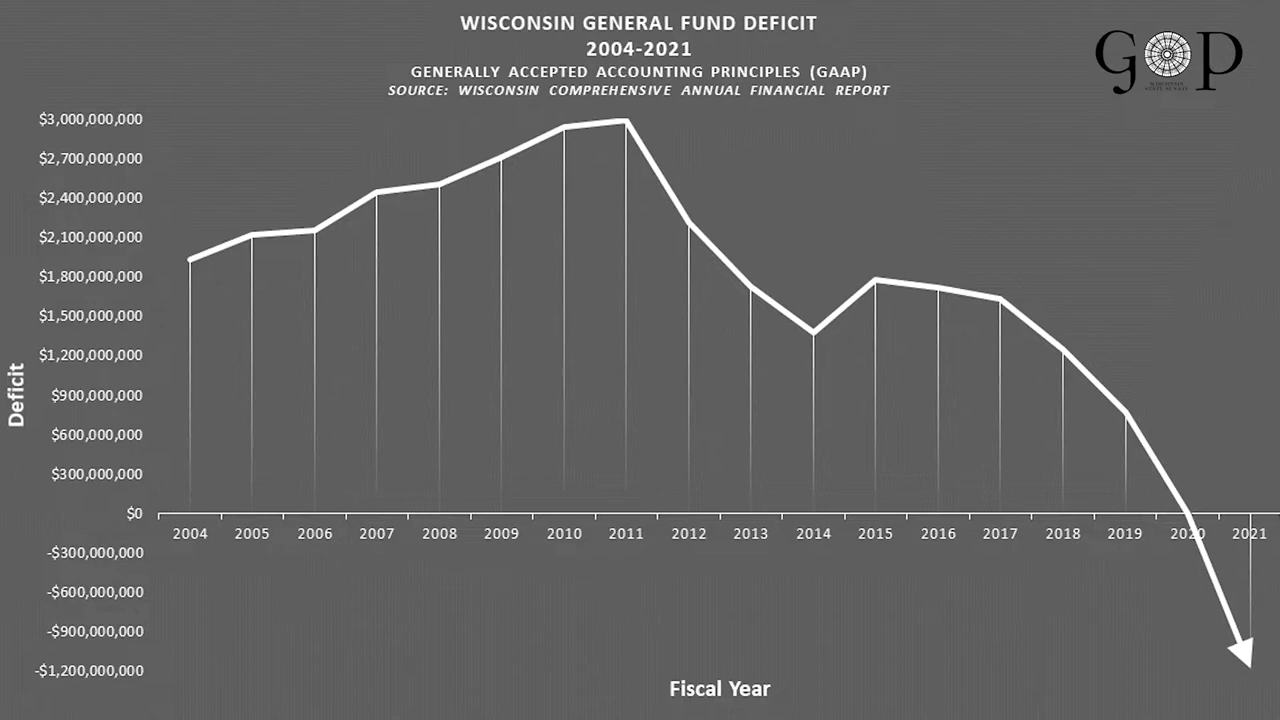 WISCONSIN GENERAL FUND DEFICIT
2004-2021
GENERALLY ACCEPTED ACCOUNTING PRINCIPLES (GAAP)
SOURCE: WISCONSIN COMPREHENSIVE ANNUAL FINANCIAL REPORT
GOP
WISCONSIN
STATE SENATE
$3,000,000,000
$2,700,000,000
$2,400,000,000
$2,100,000,000
$1,800,000,000
$1,500,000,000
$1,200,000,000
$900,000,000
$600,000,000
$300,000,000
$0
-$300,000,000
-$600,000,000
-$900,000,000
-$1,200,000,000
Deficit
2004 2005 2006 2007 2008 2009 2010 2011 2012 2013 2014 2015 2016 2017 2018 2019 2020 2021
Fiscal Year